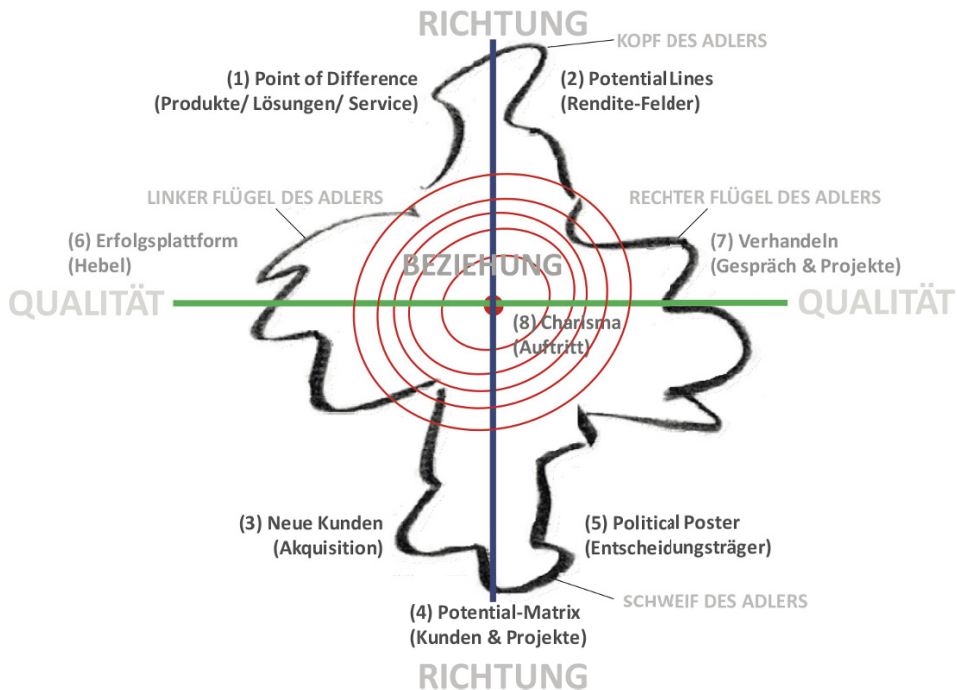 RICHTUNG
KOPF DES ADLERS
(1) Point of Difference
(Produkte/ Lösungen/ Service)
(2) Potential Lines
(Rendite-Felder)
LINKER FLÜGEL DES ADLERS
RECHTER FLÜGEL DES ADLERS
(6) Erfolgsplattform
(Hebel)
(7) Verhandeln
(Gespräch & Projekte)
BEZIEHUNG
QUALITÄT
QUALITÄT
(8) Charisma
(Auftritt)
(3) Neue Kunden
(Akquisition)
(5) Political Poster
(Entscheidungsträger)
SCHWEIF DES ADLERS
(4) Potential-Matrix
(Kunden & Projekte)
RICHTUNG